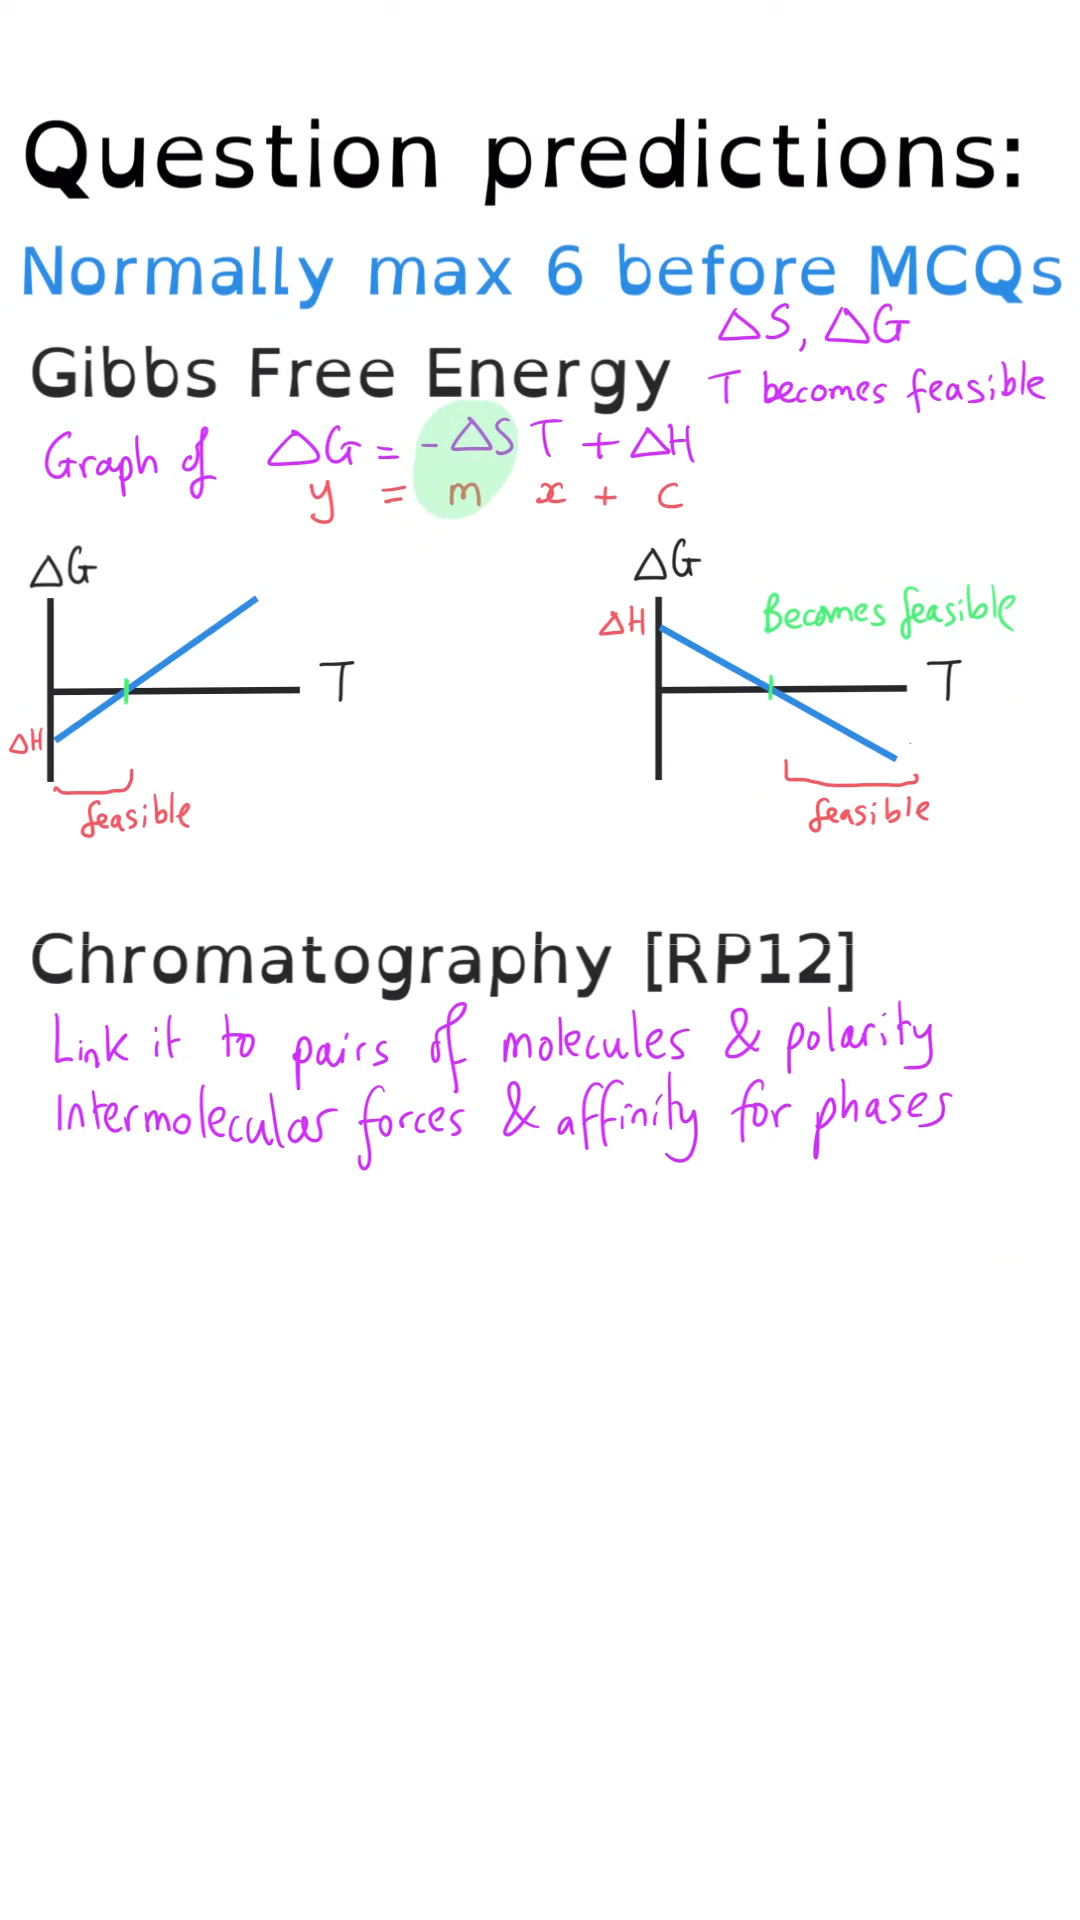 Question predictions:
Normally max 6 before MCQs
ΔS, ΔG
Gibbs Free Energy
T becomes feasible
Graph of ΔG = -ΔS T + ΔH
y = m x + c
ΔG
ΔH
T
feasible
ΔG
ΔH
Becomes feasible
T
feasible
Chromatography [RP12]
Link it to pairs of molecules & polarity
Intermolecular forces & affinity for phases